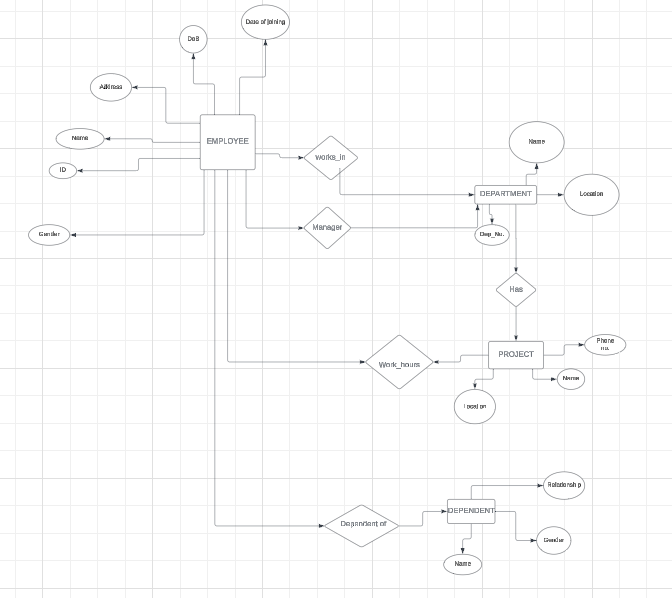 Date of joining
DoB
Address
Name
EMPLOYEE
Name
works_in
ID
DEPARTMENT
Location
Manager
Gender
Dep_No.
Has
Phone
no.
PROJECT
Work_hours
Name
Location
Relationship
DEPENDENT
Dependent of
Gender
Name